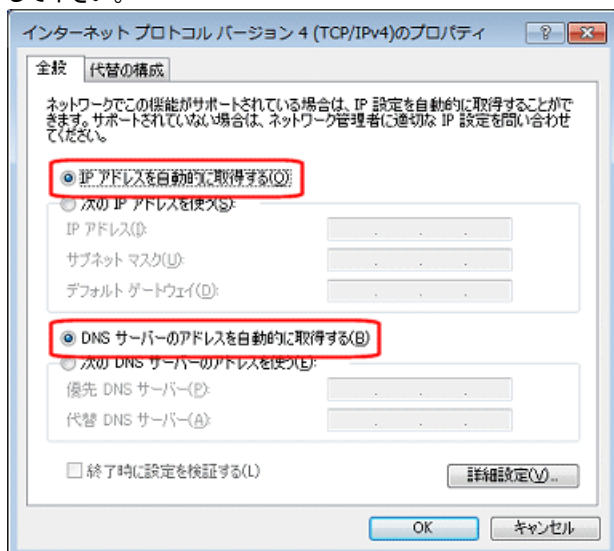 して下さい。
インターネット プロトコル バージョン 4 (TCP/IPv4)のプロパティ
全般 代替の構成
ネットワークでこの機能がサポートされている場合は、IP 設定を自動的に取得することがで
きます。サポートされていない場合は、ネットワーク管理者に適切な IP 設定を問い合わせ
てください。
IP アドレスを自動的に取得する(O)
次の IP アドレスを使う(S):
IP アドレス(I):
サブネット マスク(U):
デフォルト ゲートウェイ(D):
DNS サーバーのアドレスを自動的に取得する(B)
次の DNS サーバーのアドレスを使う(E):
優先 DNS サーバー(P):
代替 DNS サーバー(A):
終了時に設定を検証する(L)
詳細設定(V)...
OK キャンセル